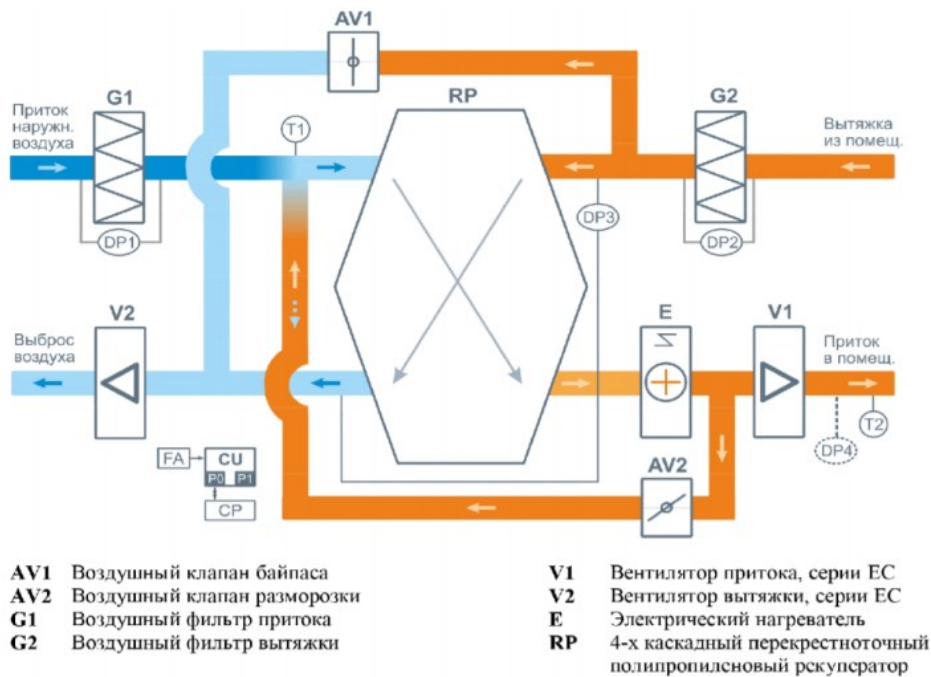 AV1
RP
G1
G2
Приток
наружн.
воздуха
T1
Вытяжка
из помещ.
DP1
DP3
DP2
V2
E
V1
Выброс
воздуха
Приток
в помещ.
T2
DP4
FA
CU
P0 P1
CP
AV2
AV1 Воздушный клапан байпаса
AV2 Воздушный клапан разморозки
G1 Воздушный фильтр притока
G2 Воздушный фильтр вытяжки
V1 Вентилятор притока, серии ЕС
V2 Вентилятор вытяжки, серии ЕС
E Электрический нагреватель
RP 4-х каскадный перекрестноточный
полипропиленовый рекуператор